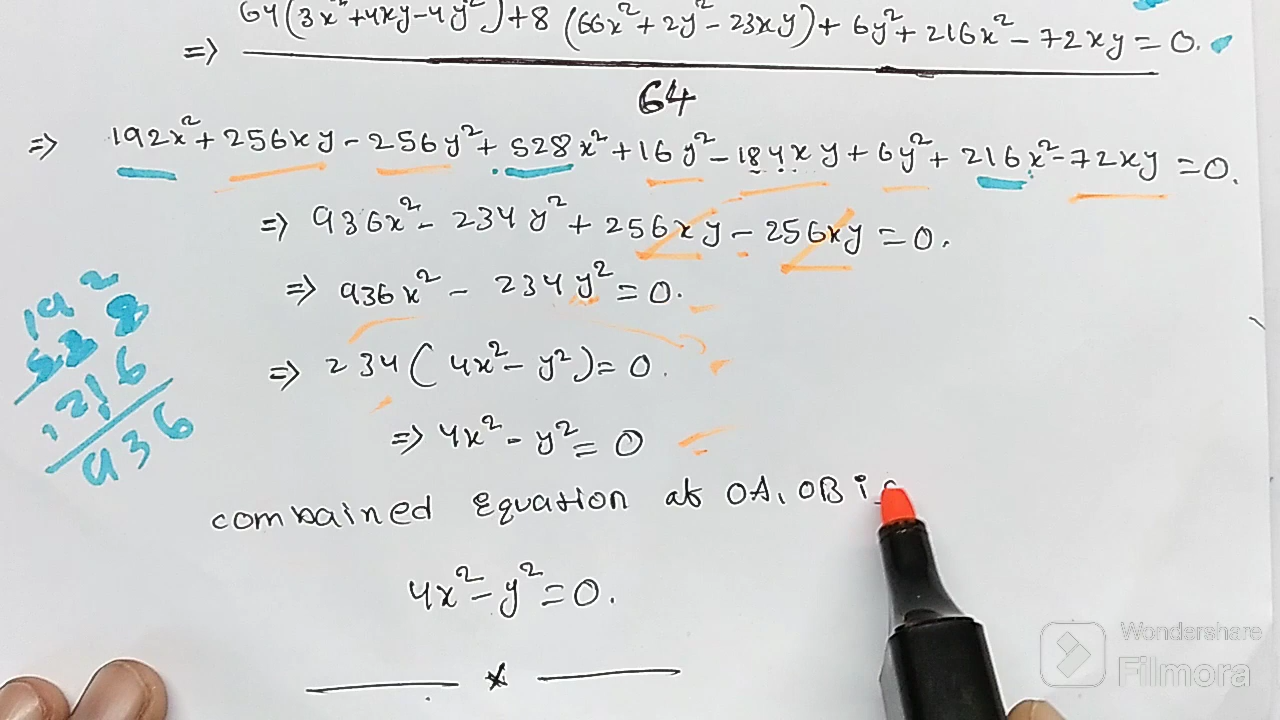 64(3x²+4xy-4y²)+8(66x²+2y²-23xy)+6y²+216x²-72xy=0.
=>
64
=> 192x²+256xy-256y²+528x²+16y²-184xy+6y²+216x²-72xy=0.
=> 936x²-234y²+256xy-256xy=0.
=> 936x²-234y²=0.
=> 234(4x²-y²)=0.
=> 4x²-y²=0
192
528
216
936
combained equation at OA, OB is
4x²-y²=0.
Wondershare
Filmora